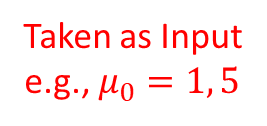 Taken as Input
e.g., μ₀ = 1,5